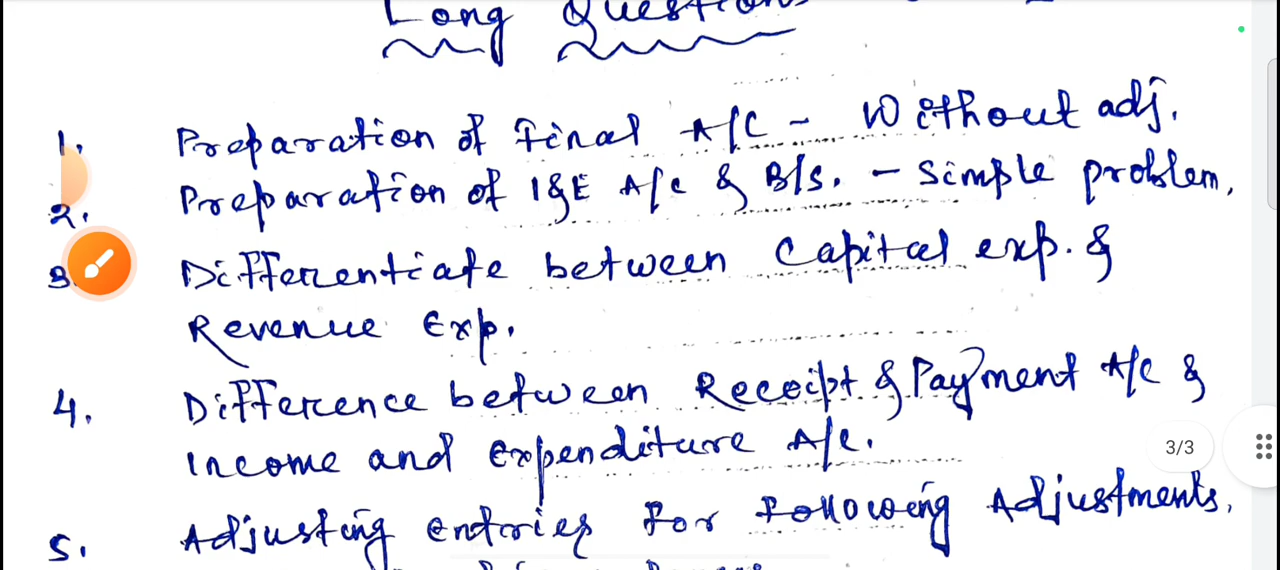 Long Questions
1. Preparation of Final A/C - Without adj.
2. Preparation of I&E A/c & B/s. - Simple problem.
3. Differentiate between Capital exp. &
Revenue Exp.
4. Difference between Receipt & Payment A/c &
Income and Expenditure A/c.
3/3
5. Adjusting entries for following Adjustments.